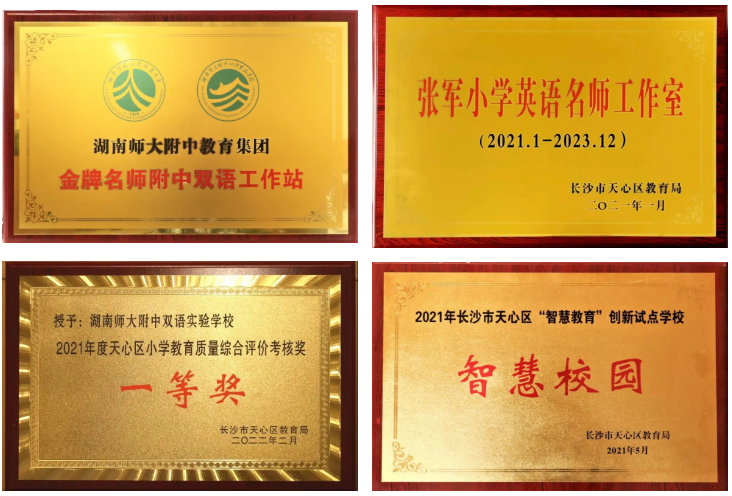 湖南师大附中教育集团
金牌名师附中双语工作站
张军小学英语名师工作室
(2021.1-2023.12)
长沙市天心区教育局
二〇二一年一月
授予：湖南师大附中双语实验学校
2021年度天心区小学教育质量综合评价考核奖
一等奖
长沙市天心区教育局
二〇二二年二月
2021年长沙市天心区“智慧教育”创新试点学校
智慧校园
长沙市天心区教育局
2021年5月